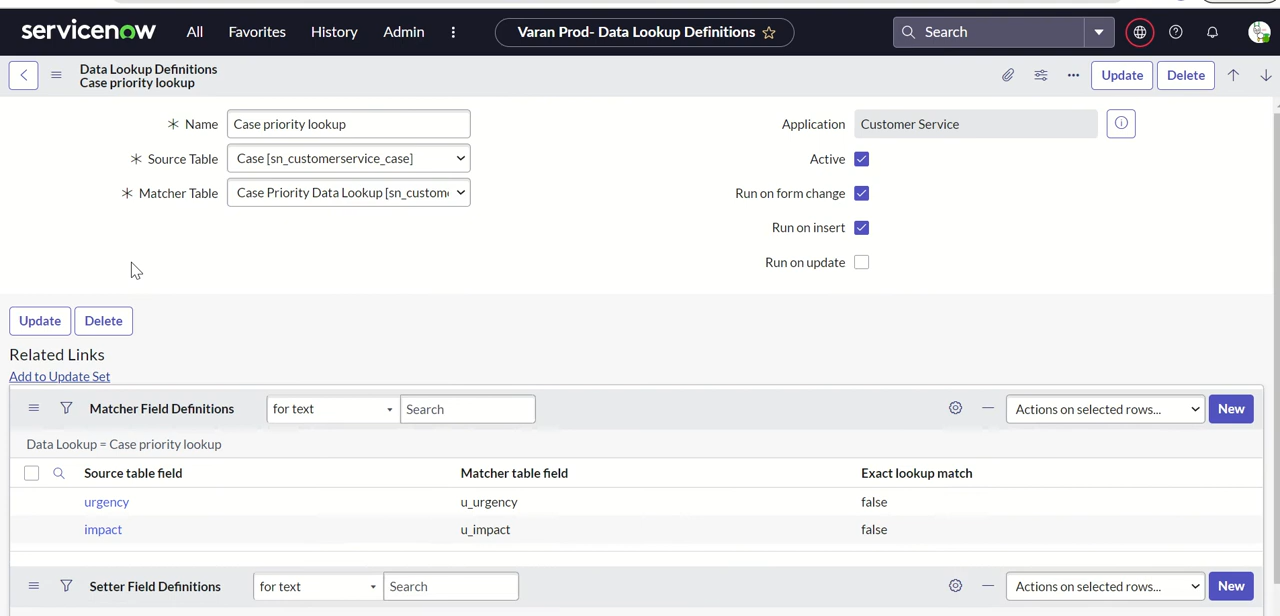 servicenow All Favorites History Admin Varan Prod- Data Lookup Definitions Search
Data Lookup Definitions
Case priority lookup
Update Delete
Name Case priority lookup Application Customer Service
Source Table Case [sn_customerservice_case] Active
Matcher Table Case Priority Data Lookup [sn_custom Run on form change
Run on insert
Run on update
Update Delete
Related Links
Add to Update Set
Matcher Field Definitions for text Search Actions on selected rows... New
Data Lookup = Case priority lookup
Source table field Matcher table field Exact lookup match
urgency u_urgency false
impact u_impact false
Setter Field Definitions for text Search Actions on selected rows... New